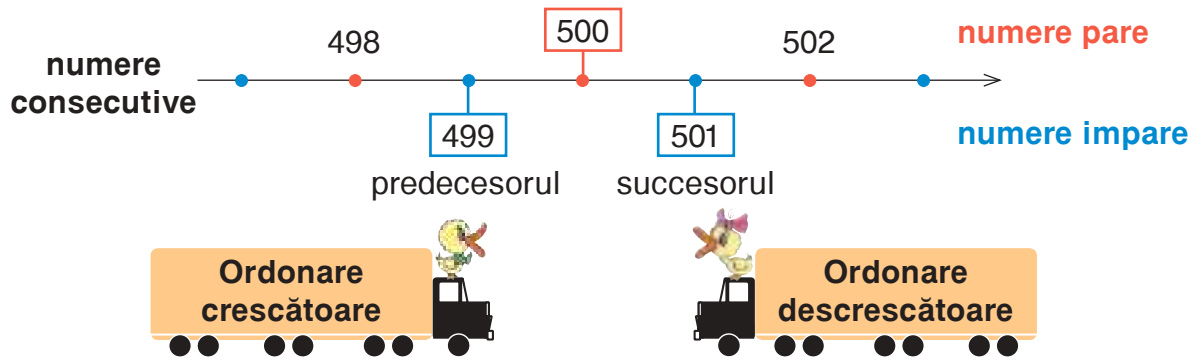 500
498
502
numere pare
numere
consecutive
499
501
numere impare
predecesorul
succesorul
Ordonare
crescătoare
Ordonare
descrescătoare